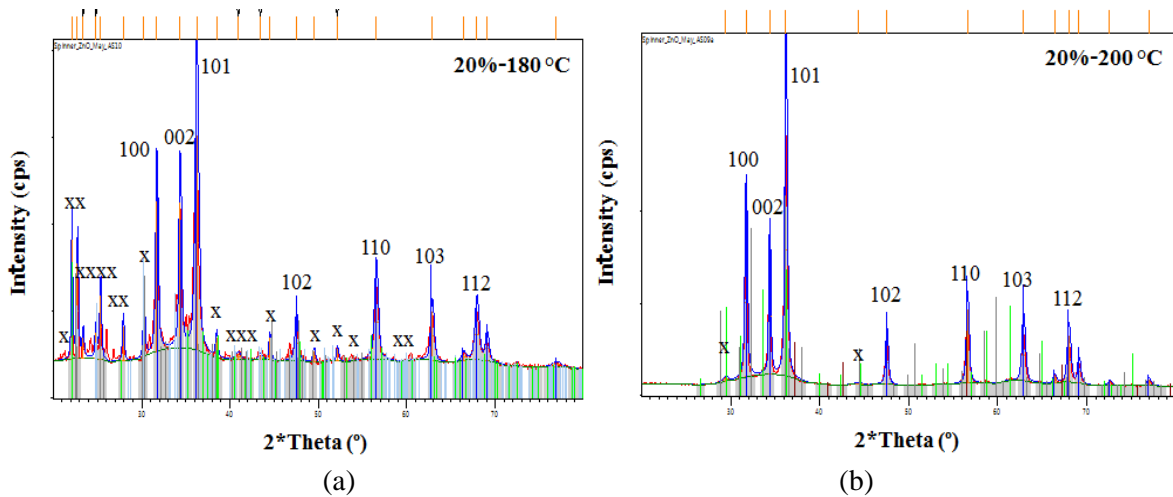 Spinner_ZnO_May_AS10
20%-180 °C
101
100
002
xx
xxxx
x
xx
x
102
x
xxx
x
x
x
x
110
xx
103
112
Intensity (cps)
30
40
50
60
70
2*Theta (º)
(a)
Spinner_ZnO_May_AS09a
20%-200 °C
101
100
002
x
102
x
110
103
112
Intensity (cps)
30
40
50
60
70
2*Theta (º)
(b)